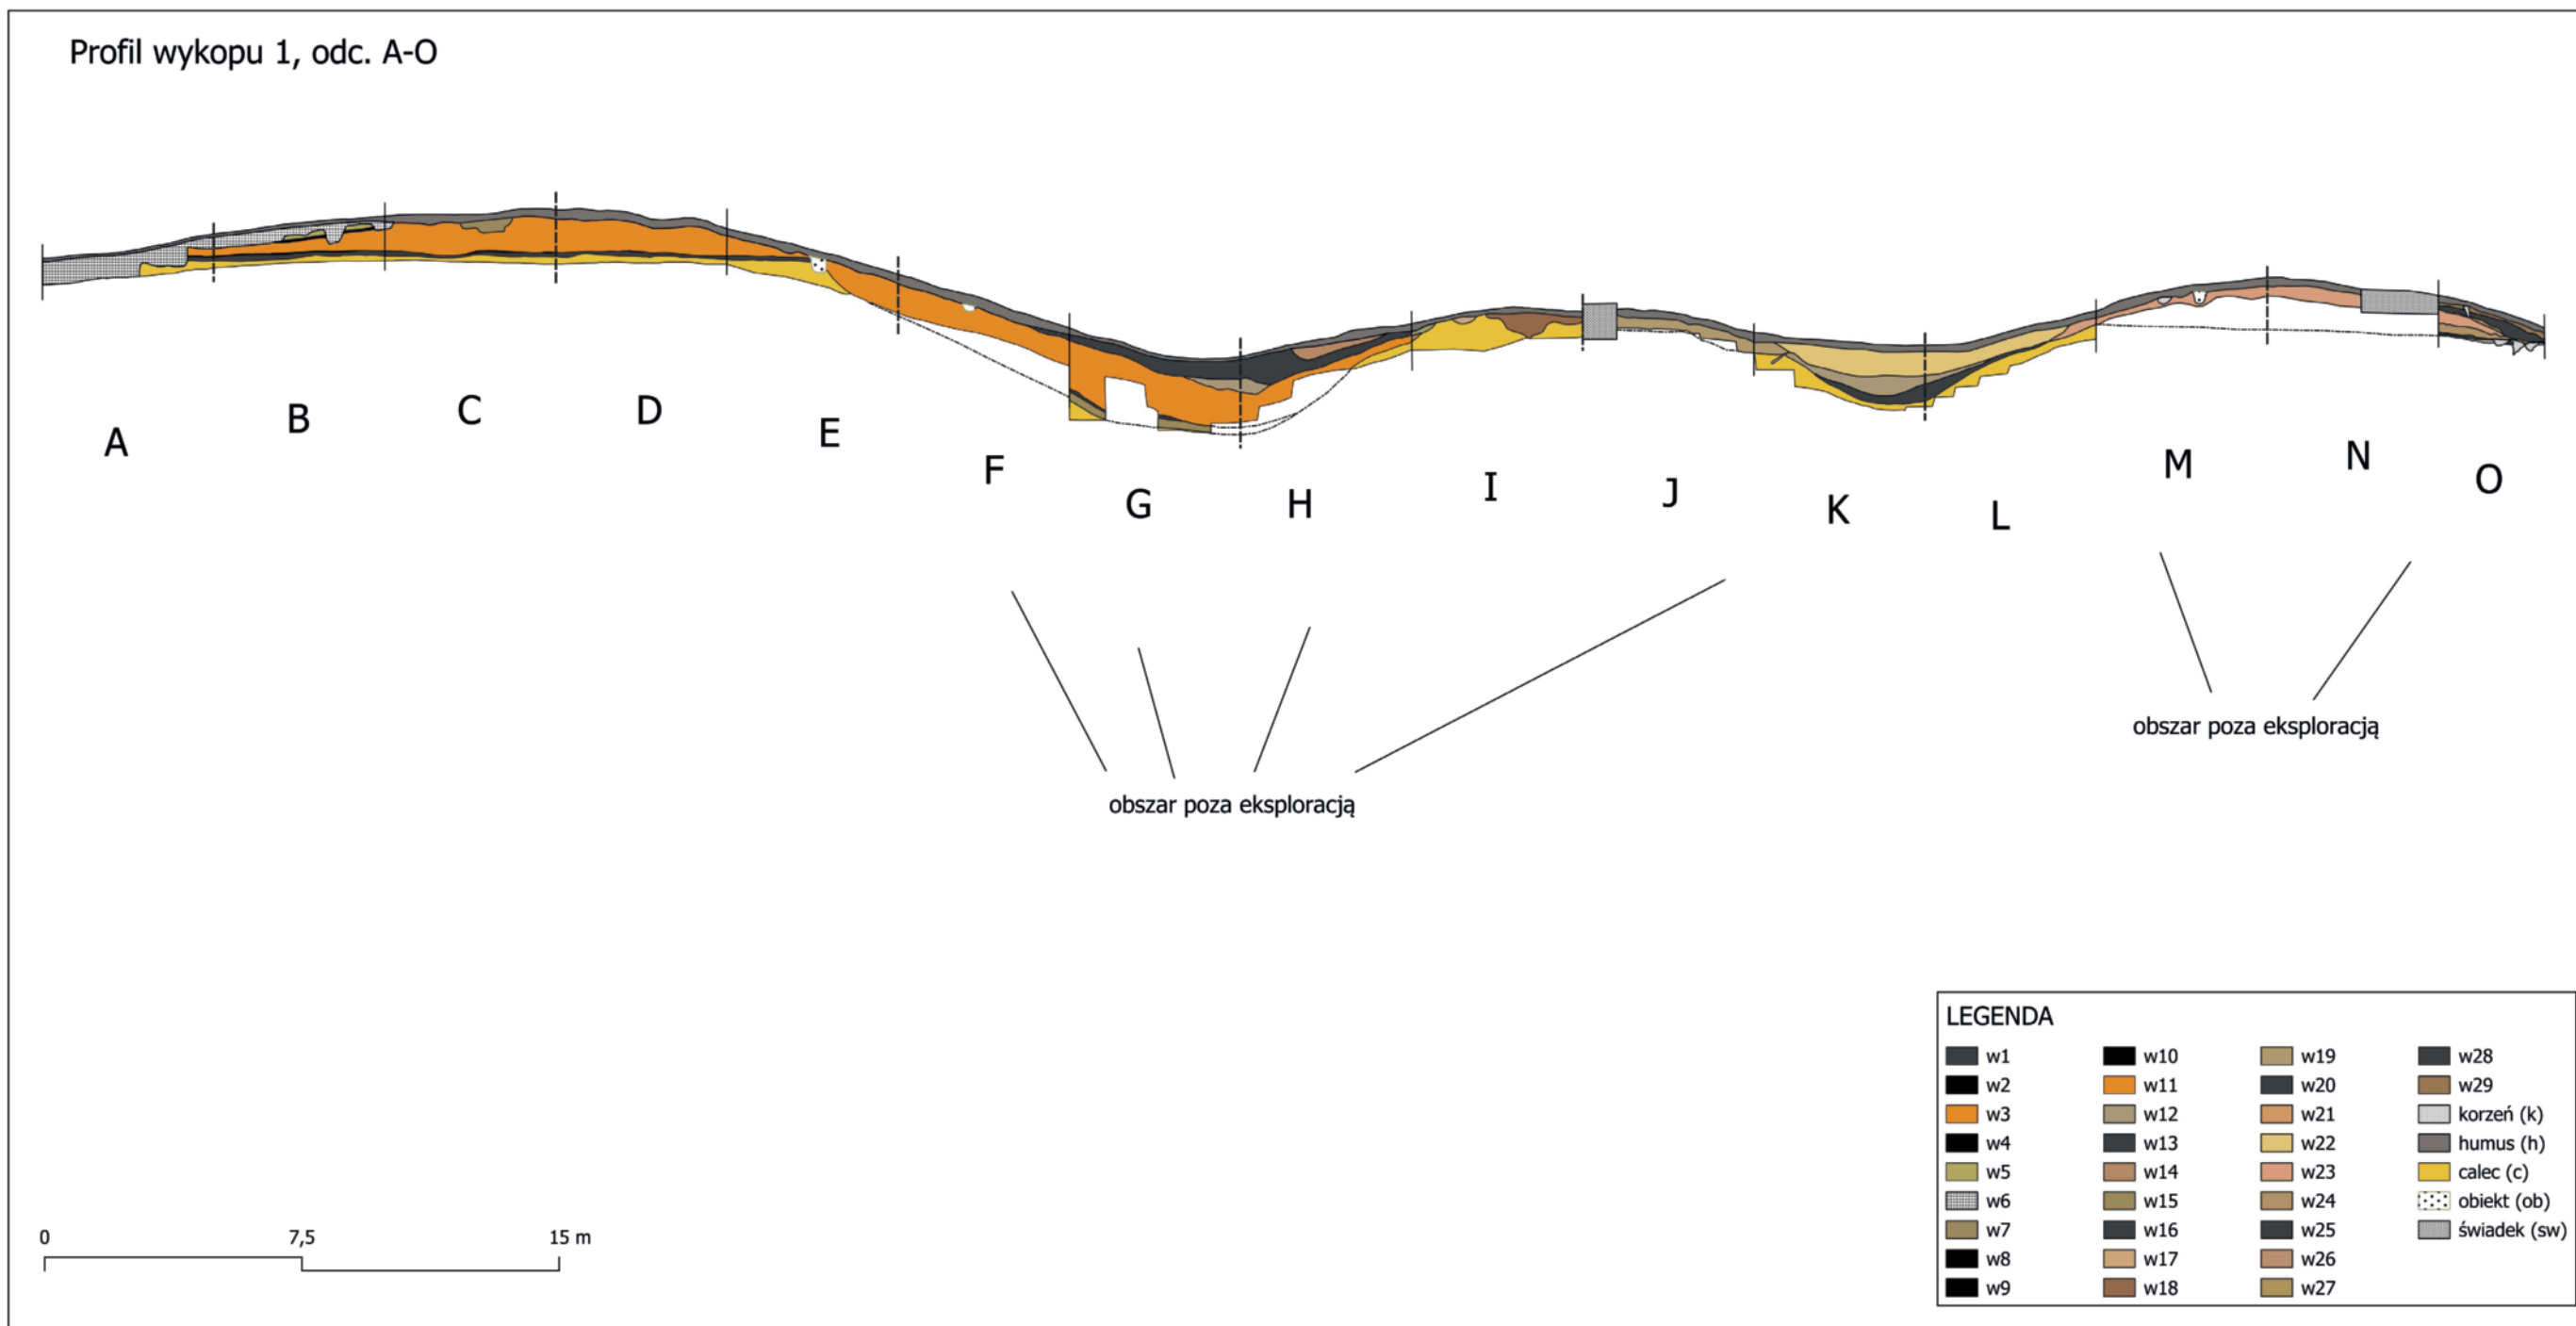 Profil wykopu 1, odc. A-O
A
B
C
D
E
F
G
H
I
J
K
L
M
N
O
obszar poza eksploracją
obszar poza eksploracją
LEGENDA
w1
w2
w3
w4
w5
w6
w7
w8
w9
w10
w11
w12
w13
w14
w15
w16
w17
w18
w19
w20
w21
w22
w23
w24
w25
w26
w27
w28
w29
korzeń (k)
humus (h)
calec (c)
obiekt (ob)
świadek (sw)
0 7,5 15 m